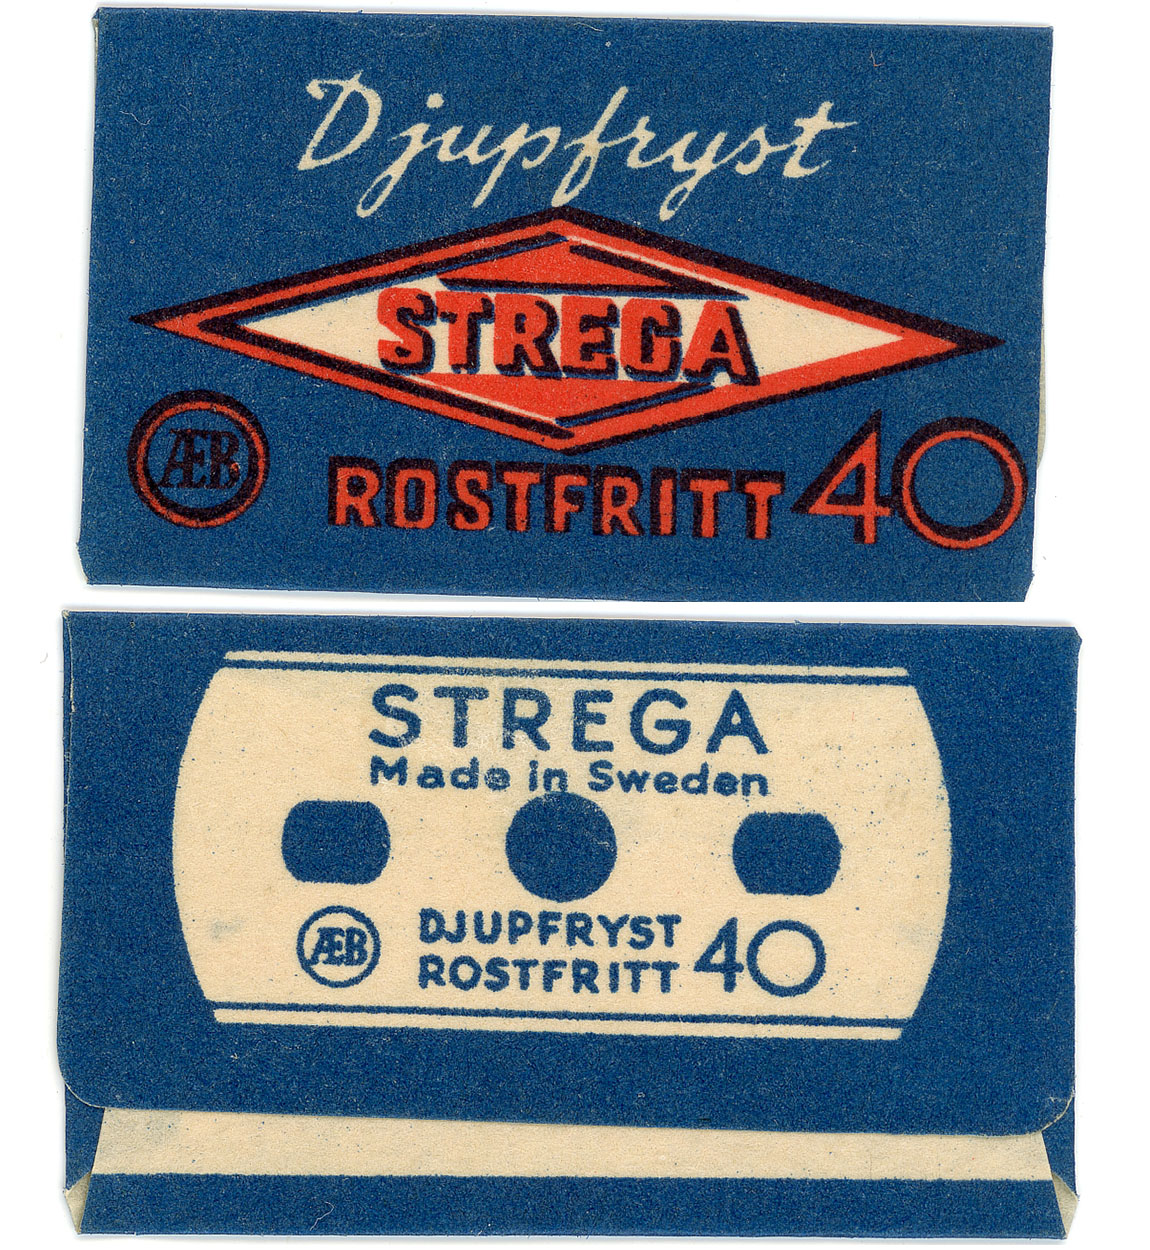 Djupfryst
STREGA
ÆB
ROSTFRITT 40
STREGA
Made in Sweden
ÆB
DJUPFRYST
ROSTFRITT 40